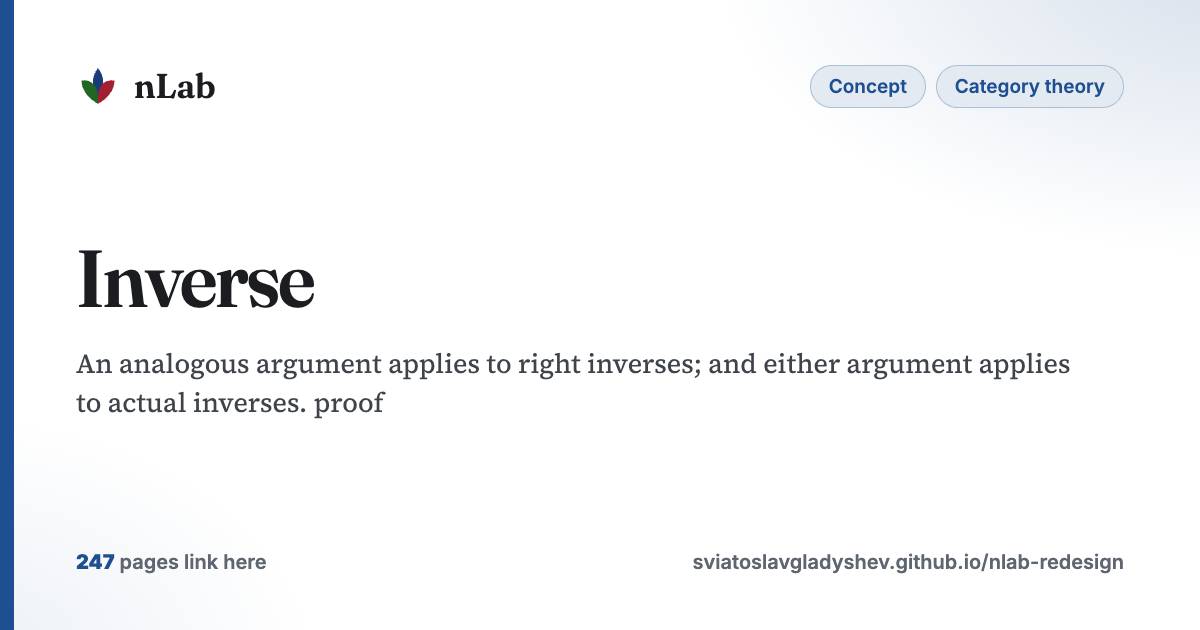 nLab
Concept
Category theory
Inverse
An analogous argument applies to right inverses; and either argument applies
to actual inverses. proof
247 pages link here
sviatoslavgladyshev.github.io/nlab-redesign